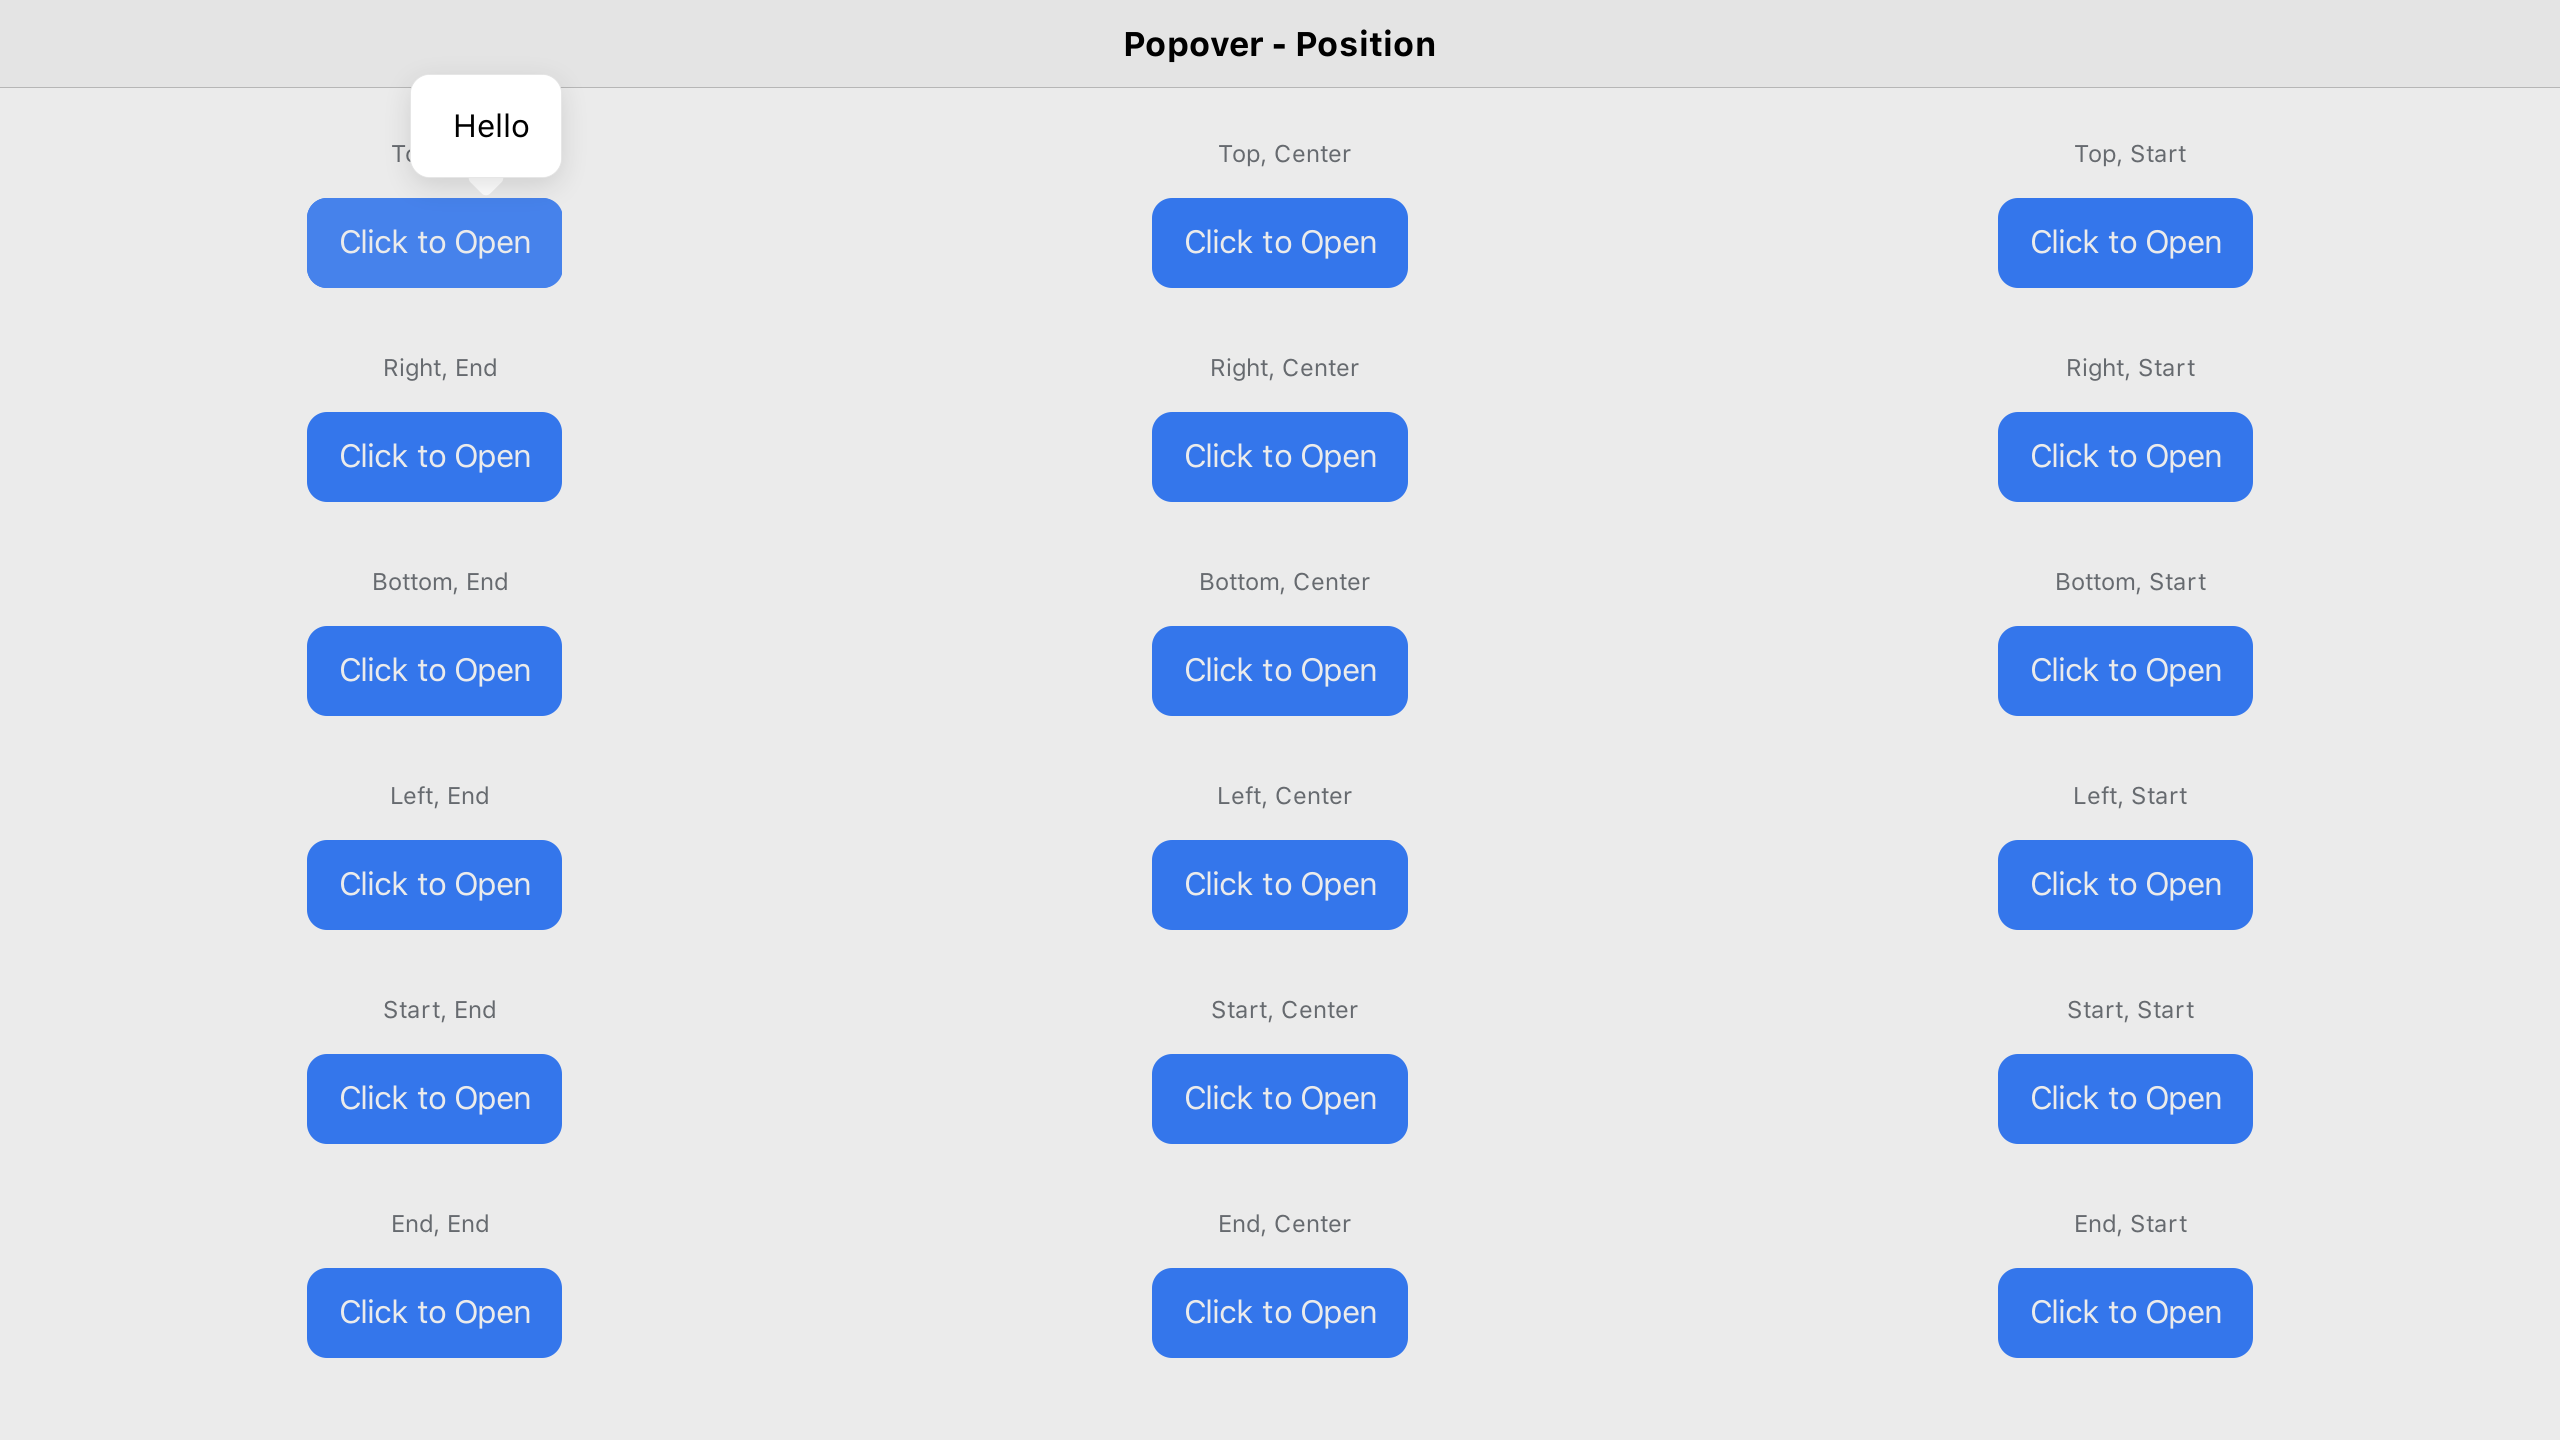 Popover - Position
Hello
Top, Center
Top, Start
Click to Open
Click to Open
Click to Open
Right, End
Right, Center
Right, Start
Click to Open
Click to Open
Click to Open
Bottom, End
Bottom, Center
Bottom, Start
Click to Open
Click to Open
Click to Open
Left, End
Left, Center
Left, Start
Click to Open
Click to Open
Click to Open
Start, End
Start, Center
Start, Start
Click to Open
Click to Open
Click to Open
End, End
End, Center
End, Start
Click to Open
Click to Open
Click to Open